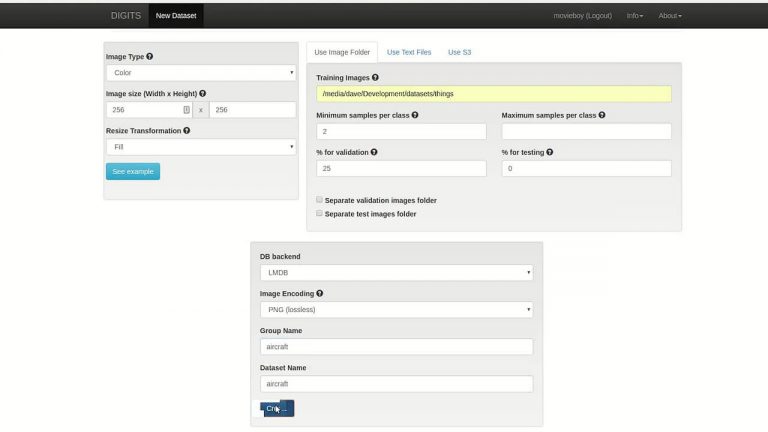 DIGITS New Dataset movieboy (Logout) Info About
Image Type
Color
Image size (Width x Height)
256 x 256
Resize Transformation
Fill
See example
Use Image Folder Use Text Files Use S3
Training Images
/media/dave/Development/datasets/things
Minimum samples per class Maximum samples per class
2
% for validation % for testing
25 0
Separate validation images folder
Separate test images folder
DB backend
LMDB
Image Encoding
PNG (lossless)
Group Name
aircraft
Dataset Name
aircraft